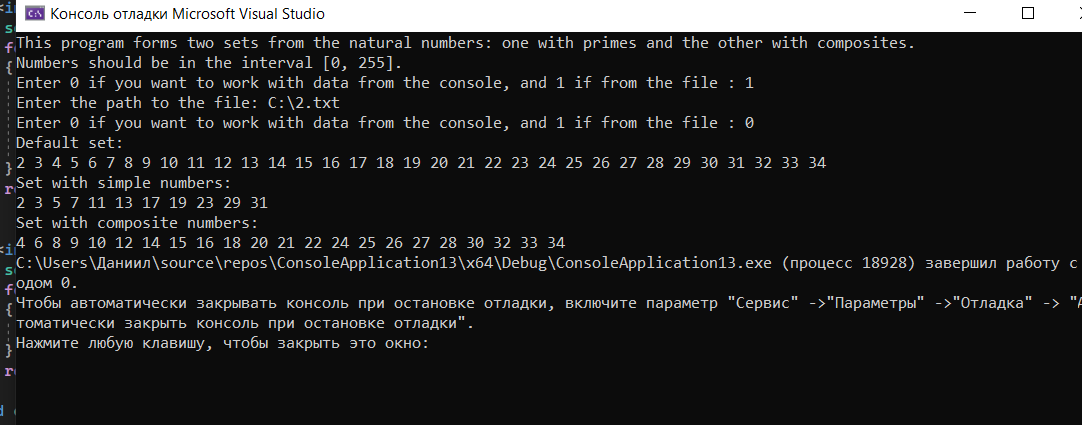 Консоль отладки Microsoft Visual Studio
This program forms two sets from the natural numbers: one with primes and the other with composites.
Numbers should be in the interval [0, 255].
Enter 0 if you want to work with data from the console, and 1 if from the file : 1
Enter the path to the file: C:\2.txt
Enter 0 if you want to work with data from the console, and 1 if from the file : 0
Default set:
2 3 4 5 6 7 8 9 10 11 12 13 14 15 16 17 18 19 20 21 22 23 24 25 26 27 28 29 30 31 32 33 34
Set with simple numbers:
2 3 5 7 11 13 17 19 23 29 31
Set with composite numbers:
4 6 8 9 10 12 14 15 16 18 20 21 22 24 25 26 27 28 30 32 33 34
C:\Users\Даниил\source\repos\ConsoleApplication13\x64\Debug\ConsoleApplication13.exe (процесс 18928) завершил работу с
одом 0.
Чтобы автоматически закрывать консоль при остановке отладки, включите параметр "Сервис" ->"Параметры" ->"Отладка" -> "А
томатически закрыть консоль при остановке отладки".
Нажмите любую клавишу, чтобы закрыть это окно: